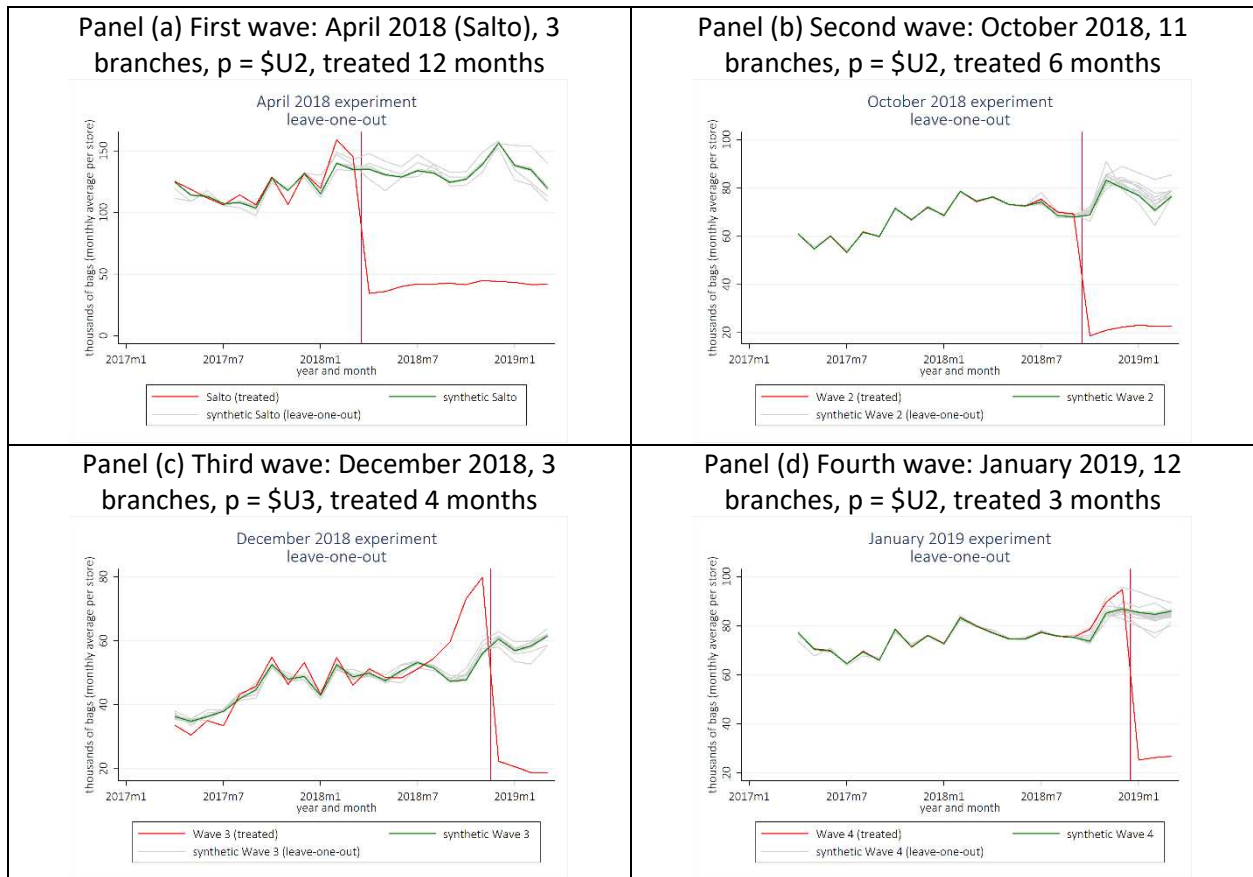 Panel (a) First wave: April 2018 (Salto), 3
branches, p = $U2, treated 12 months
April 2018 experiment
leave-one-out
thousands of bags (monthly average per store)
150
100
50
0
2017m1 2017m7 2018m1 2018m7 2019m1
year and month
Salto (treated) synthetic Salto
synthetic Salto (leave-one-out)
Panel (b) Second wave: October 2018, 11
branches, p = $U2, treated 6 months
October 2018 experiment
leave-one-out
thousands of bags (monthly average per store)
100
80
60
40
20
2017m1 2017m7 2018m1 2018m7 2019m1
year and month
Wave 2 (treated) synthetic Wave 2
synthetic Wave 2 (leave-one-out)
Panel (c) Third wave: December 2018, 3
branches, p = $U3, treated 4 months
December 2018 experiment
leave-one-out
thousands of bags (monthly average per store)
80
60
40
20
2017m1 2017m7 2018m1 2018m7 2019m1
year and month
Wave 3 (treated) synthetic Wave 3
synthetic Wave 3 (leave-one-out)
Panel (d) Fourth wave: January 2019, 12
branches, p = $U2, treated 3 months
January 2019 experiment
leave-one-out
thousands of bags (monthly average per store)
100
80
60
40
20
2017m1 2017m7 2018m1 2018m7 2019m1
year and month
Wave 4 (treated) synthetic Wave 4
synthetic Wave 4 (leave-one-out)